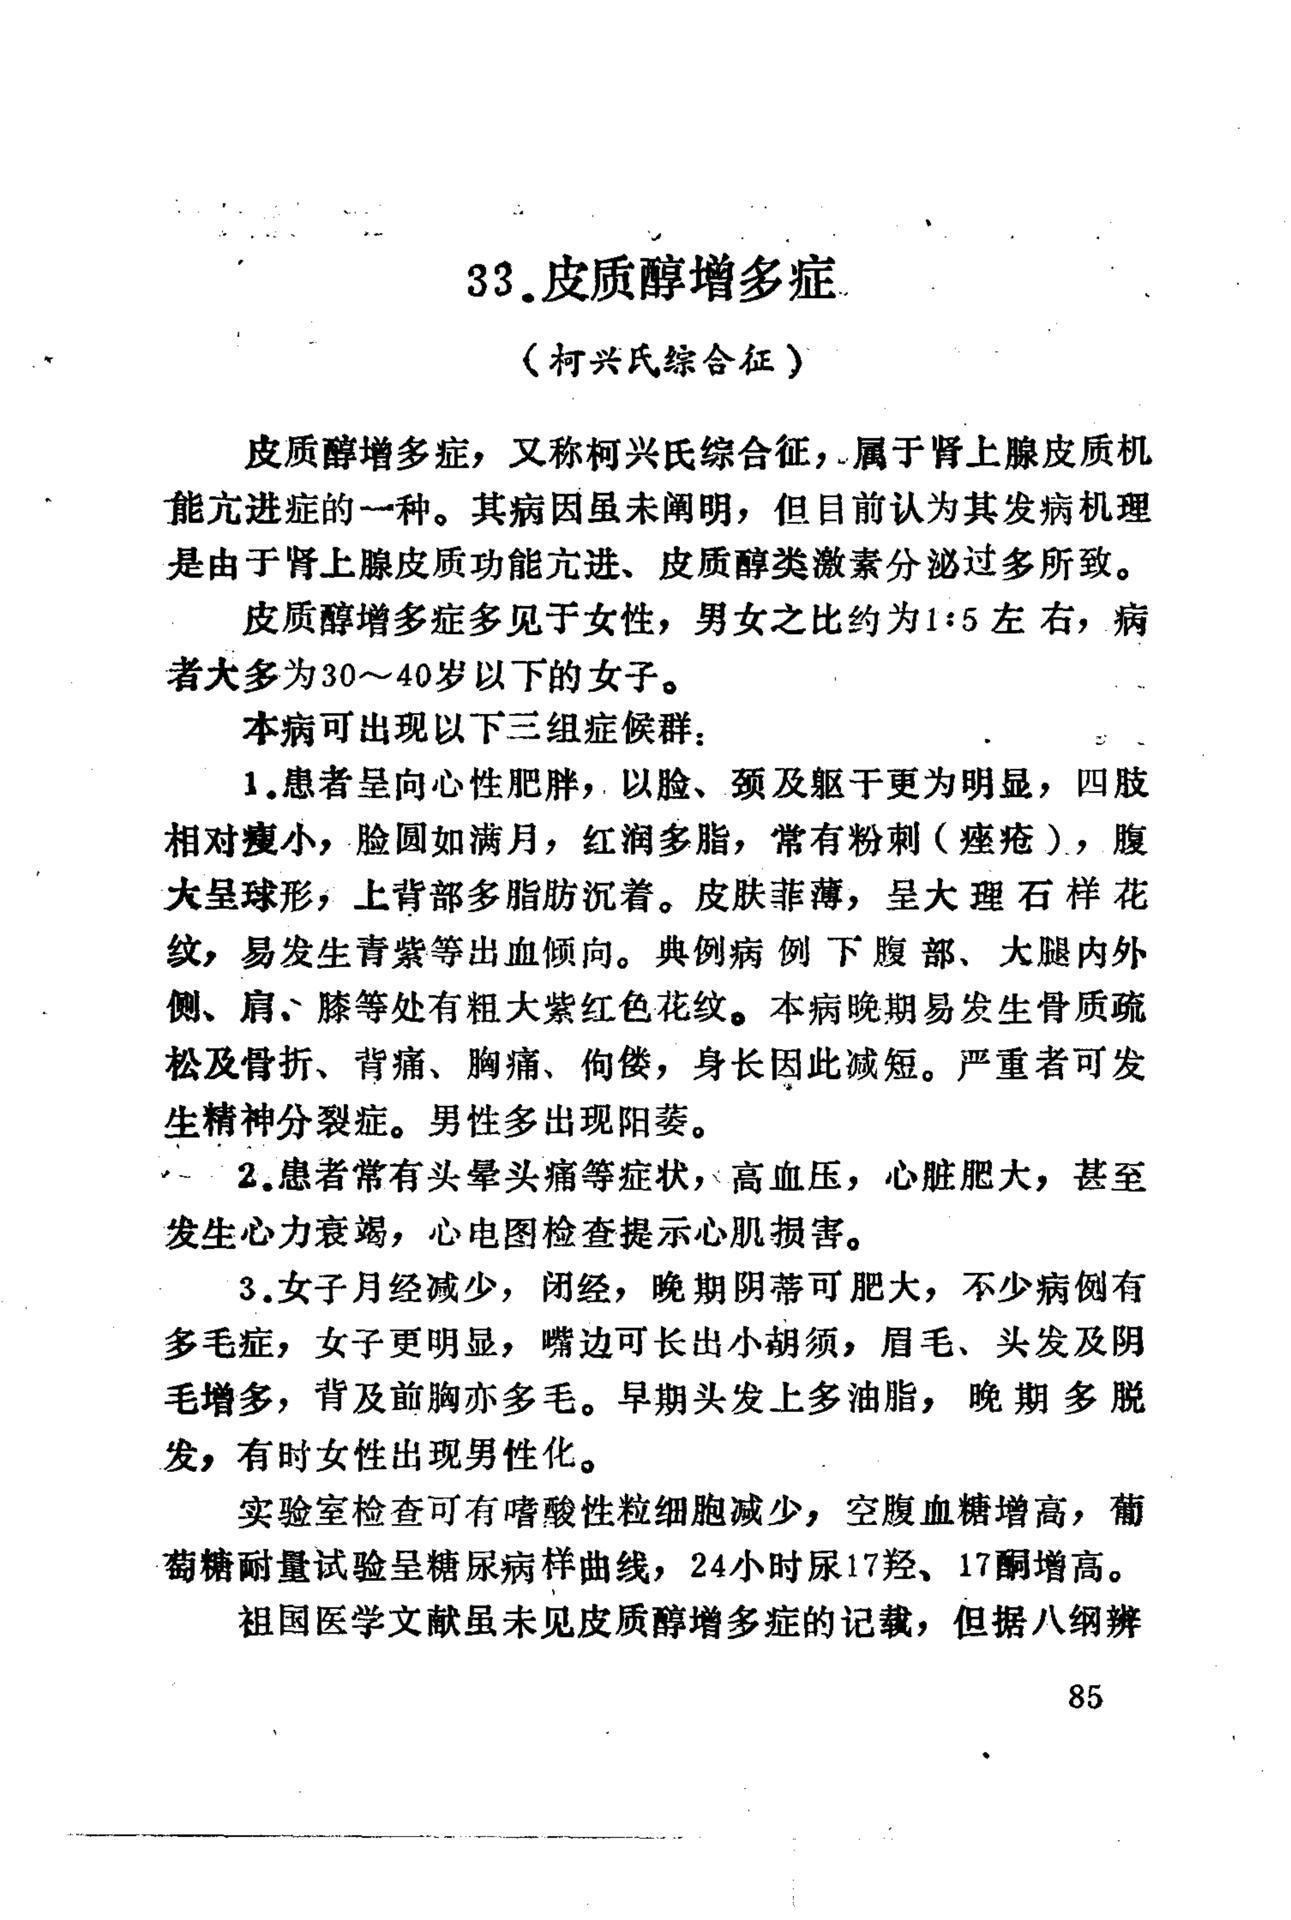 33.皮质醇增多症
（柯兴氏综合征）
皮质醇增多症，又称柯兴氏综合征，属于肾上腺皮质机
能亢进症的一种。其病因虽未阐明，但目前认为其发病机理
是由于肾上腺皮质功能亢进、皮质醇类激素分泌过多所致。
皮质醇增多症多见于女性，男女之比约为1:5左右，病
者大多为30～40岁以下的女子。
本病可出现以下三组症候群：
1.患者呈向心性肥胖，以脸、颈及躯干更为明显，四肢
相对瘦小，脸圆如满月，红润多脂，常有粉刺（痤疮），腹
大呈球形，上背部多脂肪沉着。皮肤菲薄，呈大理石样花
纹，易发生青紫等出血倾向。典例病例下腹部、大腿内外
侧、肩、膝等处有粗大紫红色花纹。本病晚期易发生骨质疏
松及骨折、背痛、胸痛、佝偻，身长因此减短。严重者可发
生精神分裂症。男性多出现阳萎。
2.患者常有头晕头痛等症状，高血压，心脏肥大，甚至
发生心力衰竭，心电图检查提示心肌损害。
3.女子月经减少，闭经，晚期阴蒂可肥大，不少病例有
多毛症，女子更明显，嘴边可长出小胡须，眉毛、头发及阴
毛增多，背及前胸亦多毛。早期头发上多油脂，晚期多脱
发，有时女性出现男性化。
实验室检查可有嗜酸性粒细胞减少，空腹血糖增高，葡
萄糖耐量试验呈糖尿病样曲线，24小时尿17羟、17酮增高。
祖国医学文献虽未见皮质醇增多症的记载，但据八纲辨
85